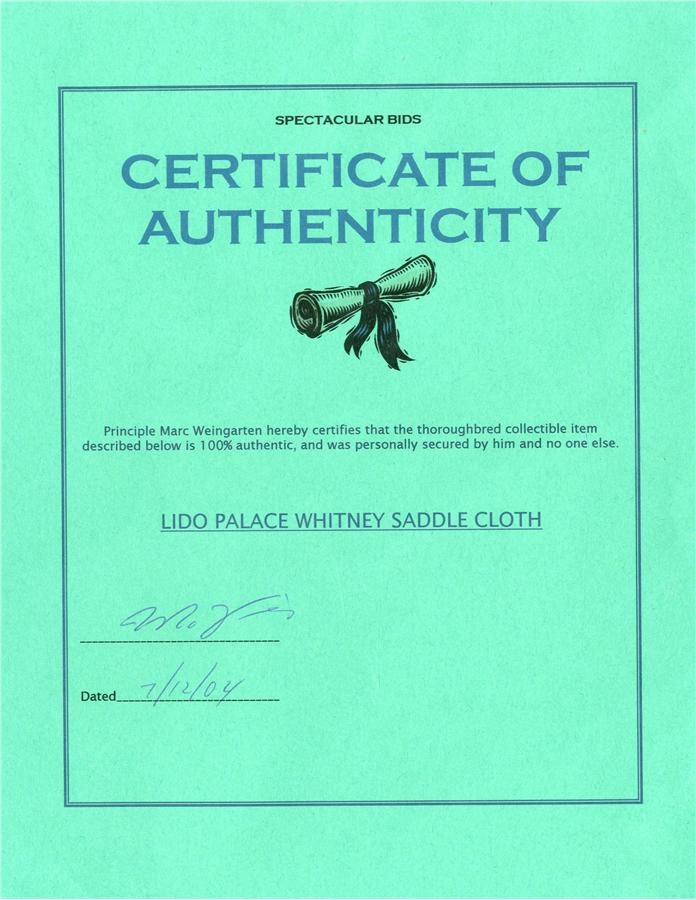 SPECTACULAR BIDS
CERTIFICATE OF
AUTHENTICITY
Principle Marc Weingarten hereby certifies that the thoroughbred collectible item
described below is 100% authentic, and was personally secured by him and no one else.
LIDO PALACE WHITNEY SADDLE CLOTH
Dated 7/12/04